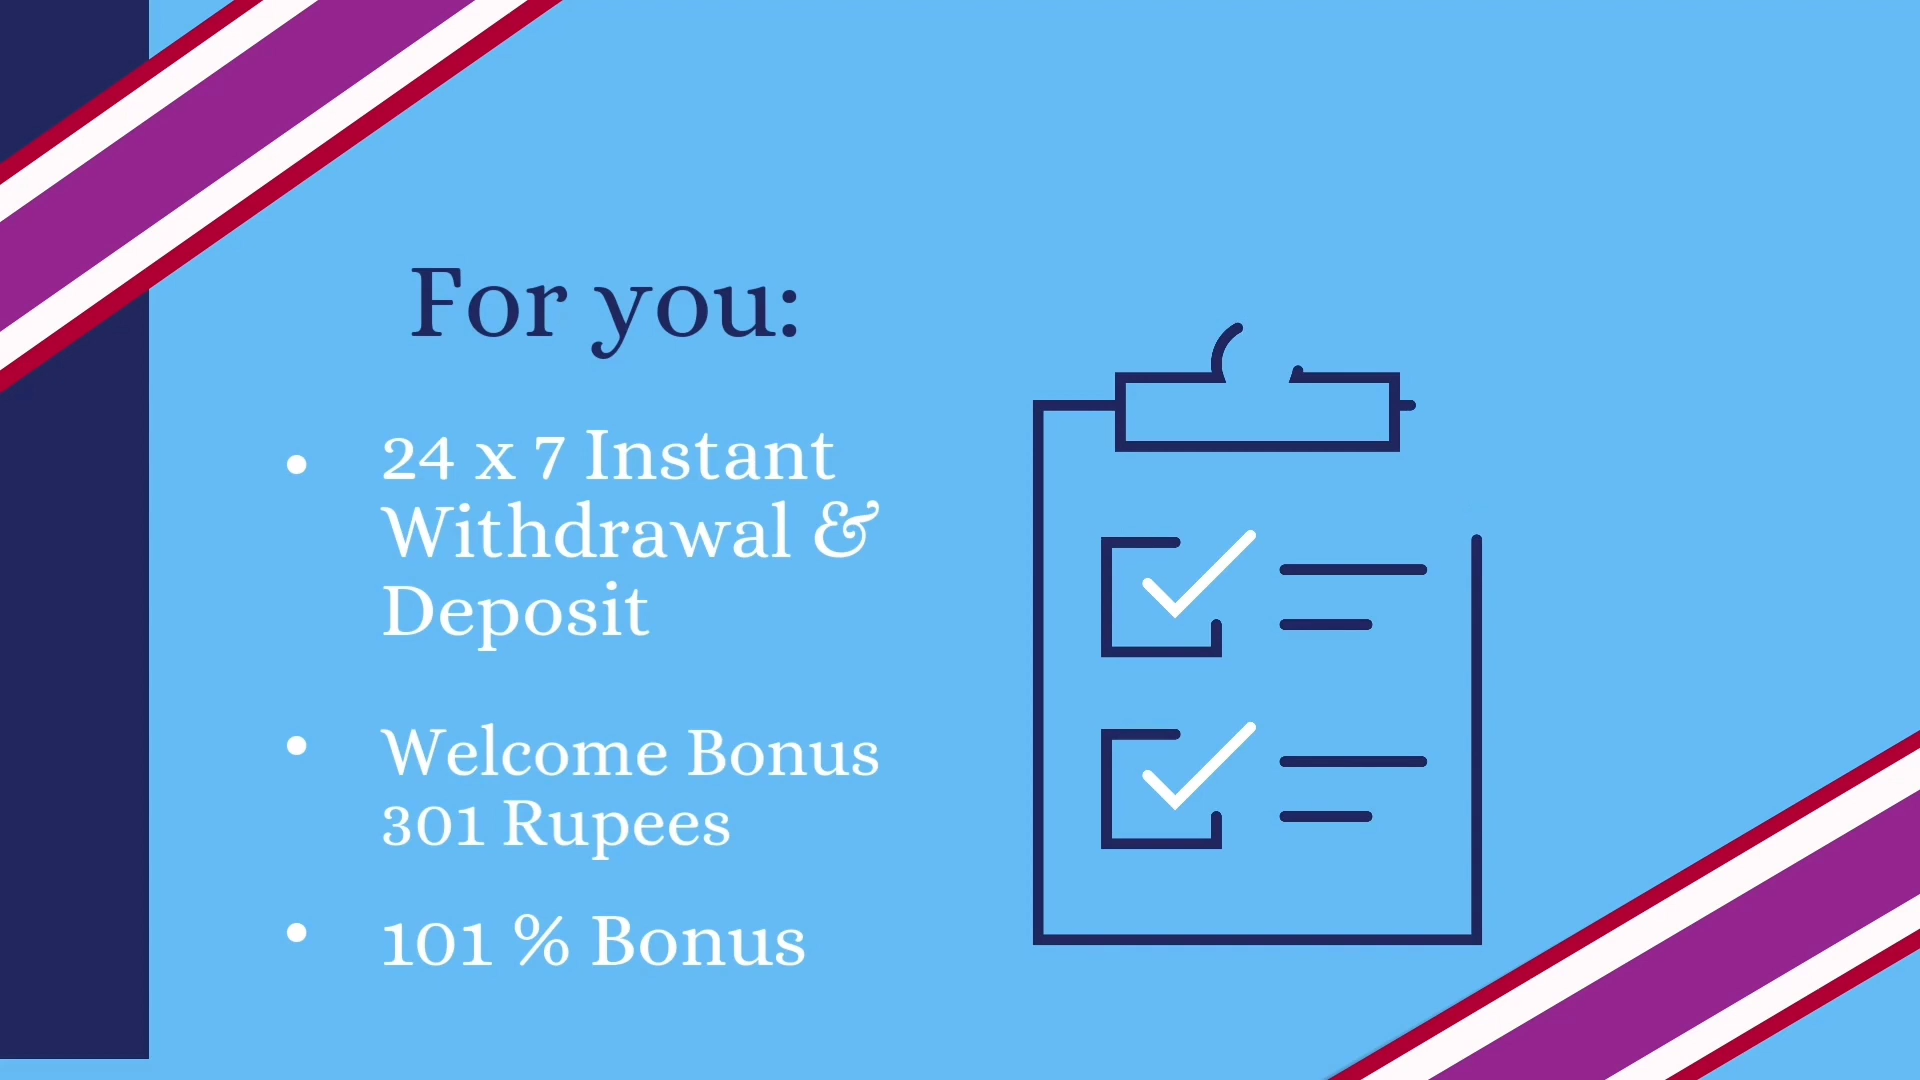 For you:
• 24 x 7 Instant
Withdrawal &
Deposit
• Welcome Bonus
301 Rupees
• 101 % Bonus